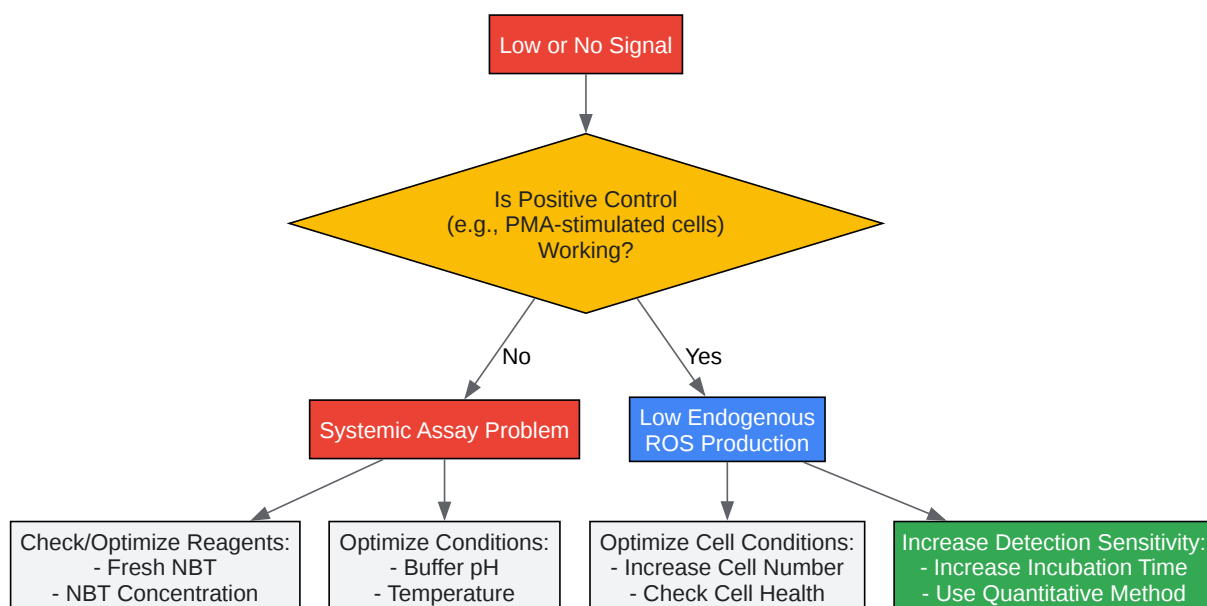 Low or No Signal
Is Positive Control
(e.g., PMA-stimulated cells)
Working?
No
Yes
Systemic Assay Problem
Low Endogenous
ROS Production
Check/Optimize Reagents:
- Fresh NBT
- NBT Concentration
Optimize Conditions:
- Buffer pH
- Temperature
Optimize Cell Conditions:
- Increase Cell Number
- Check Cell Health
Increase Detection Sensitivity:
- Increase Incubation Time
- Use Quantitative Method